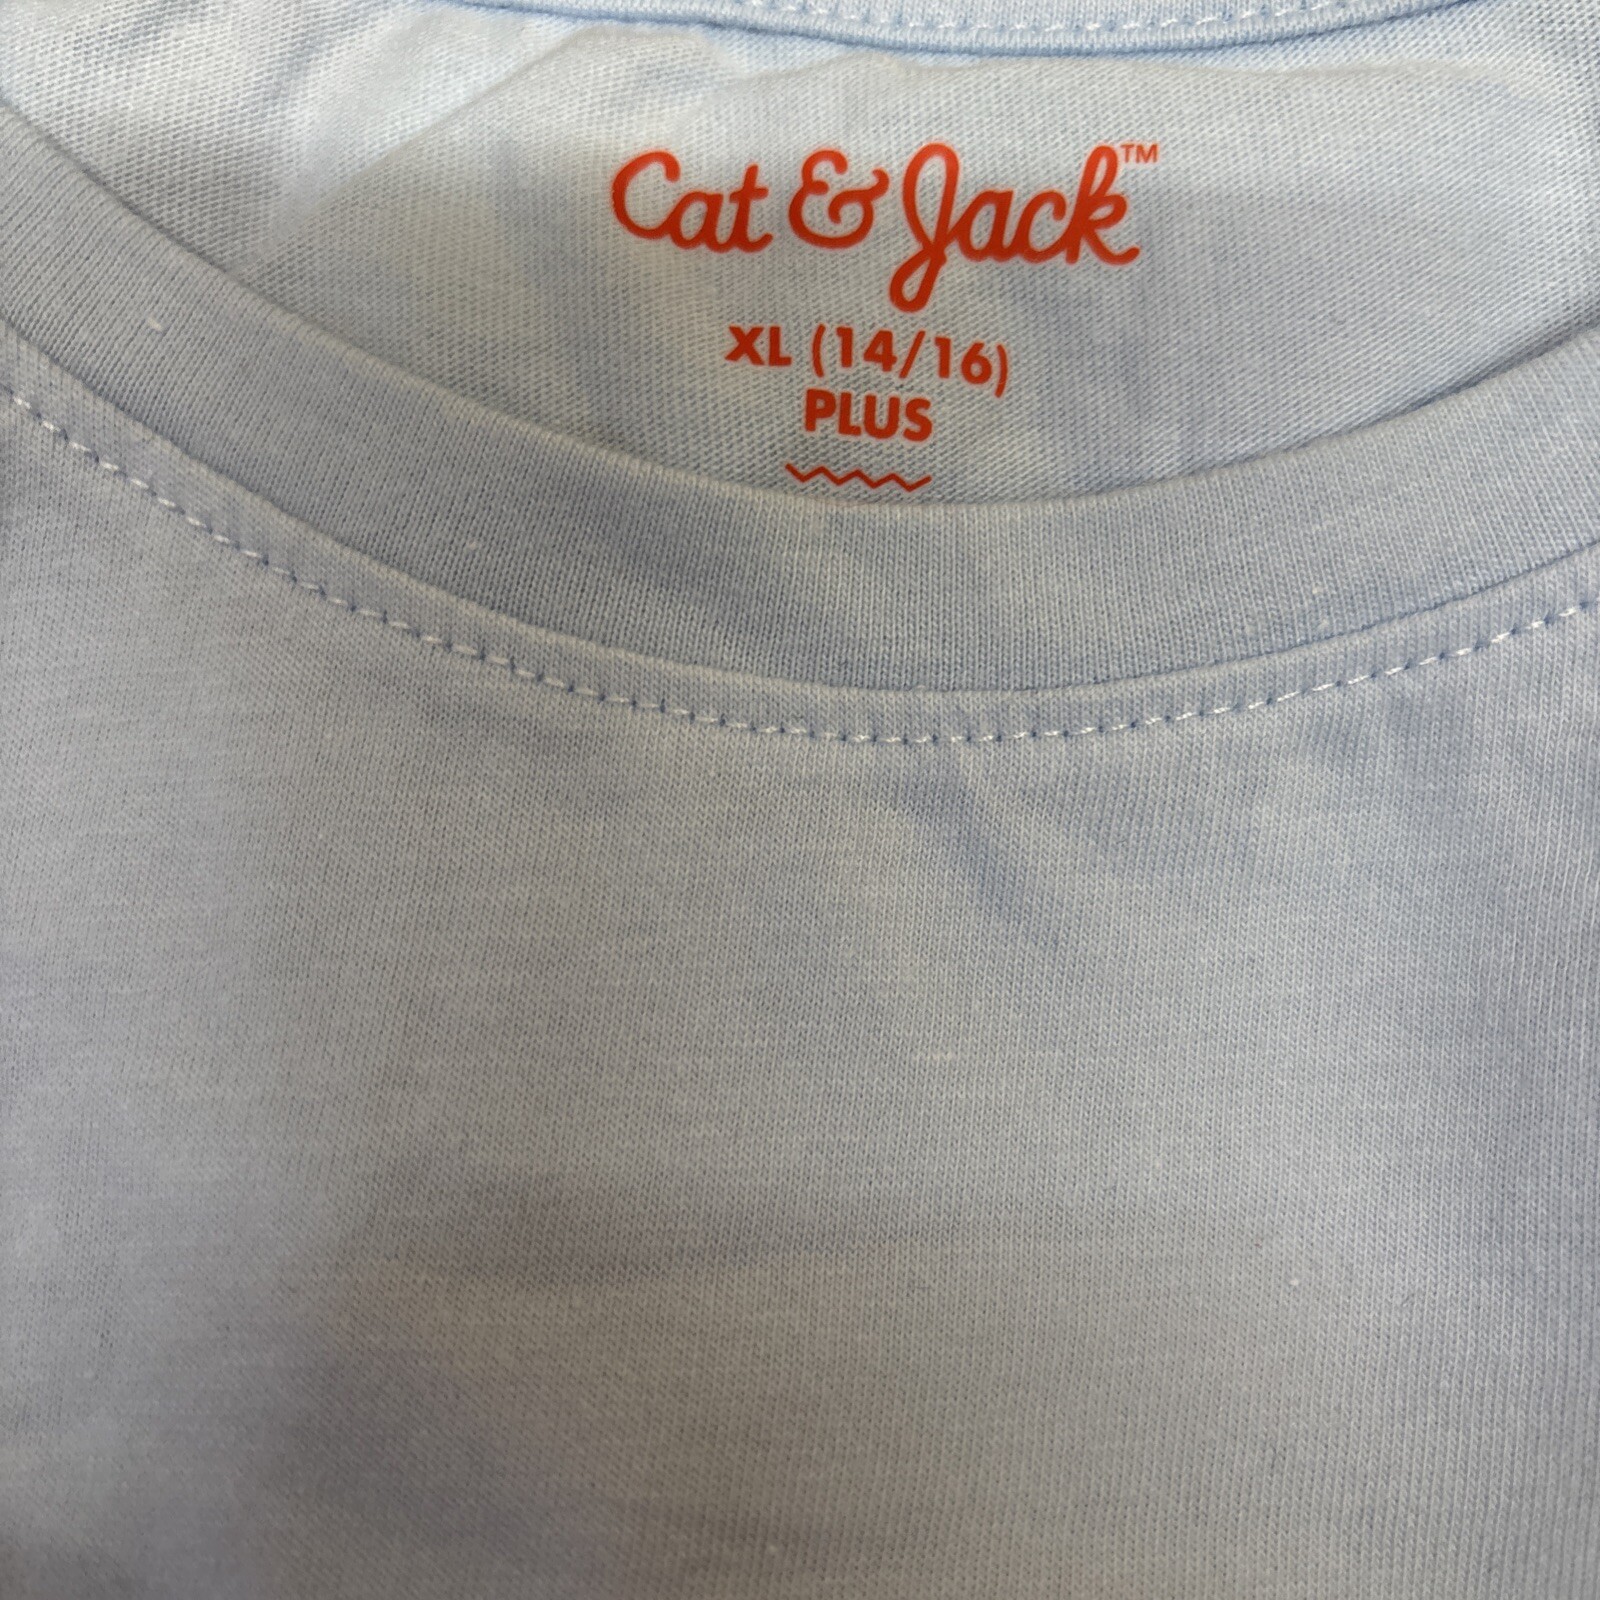 Cat & Jack™
XL (14/16)
PLUS